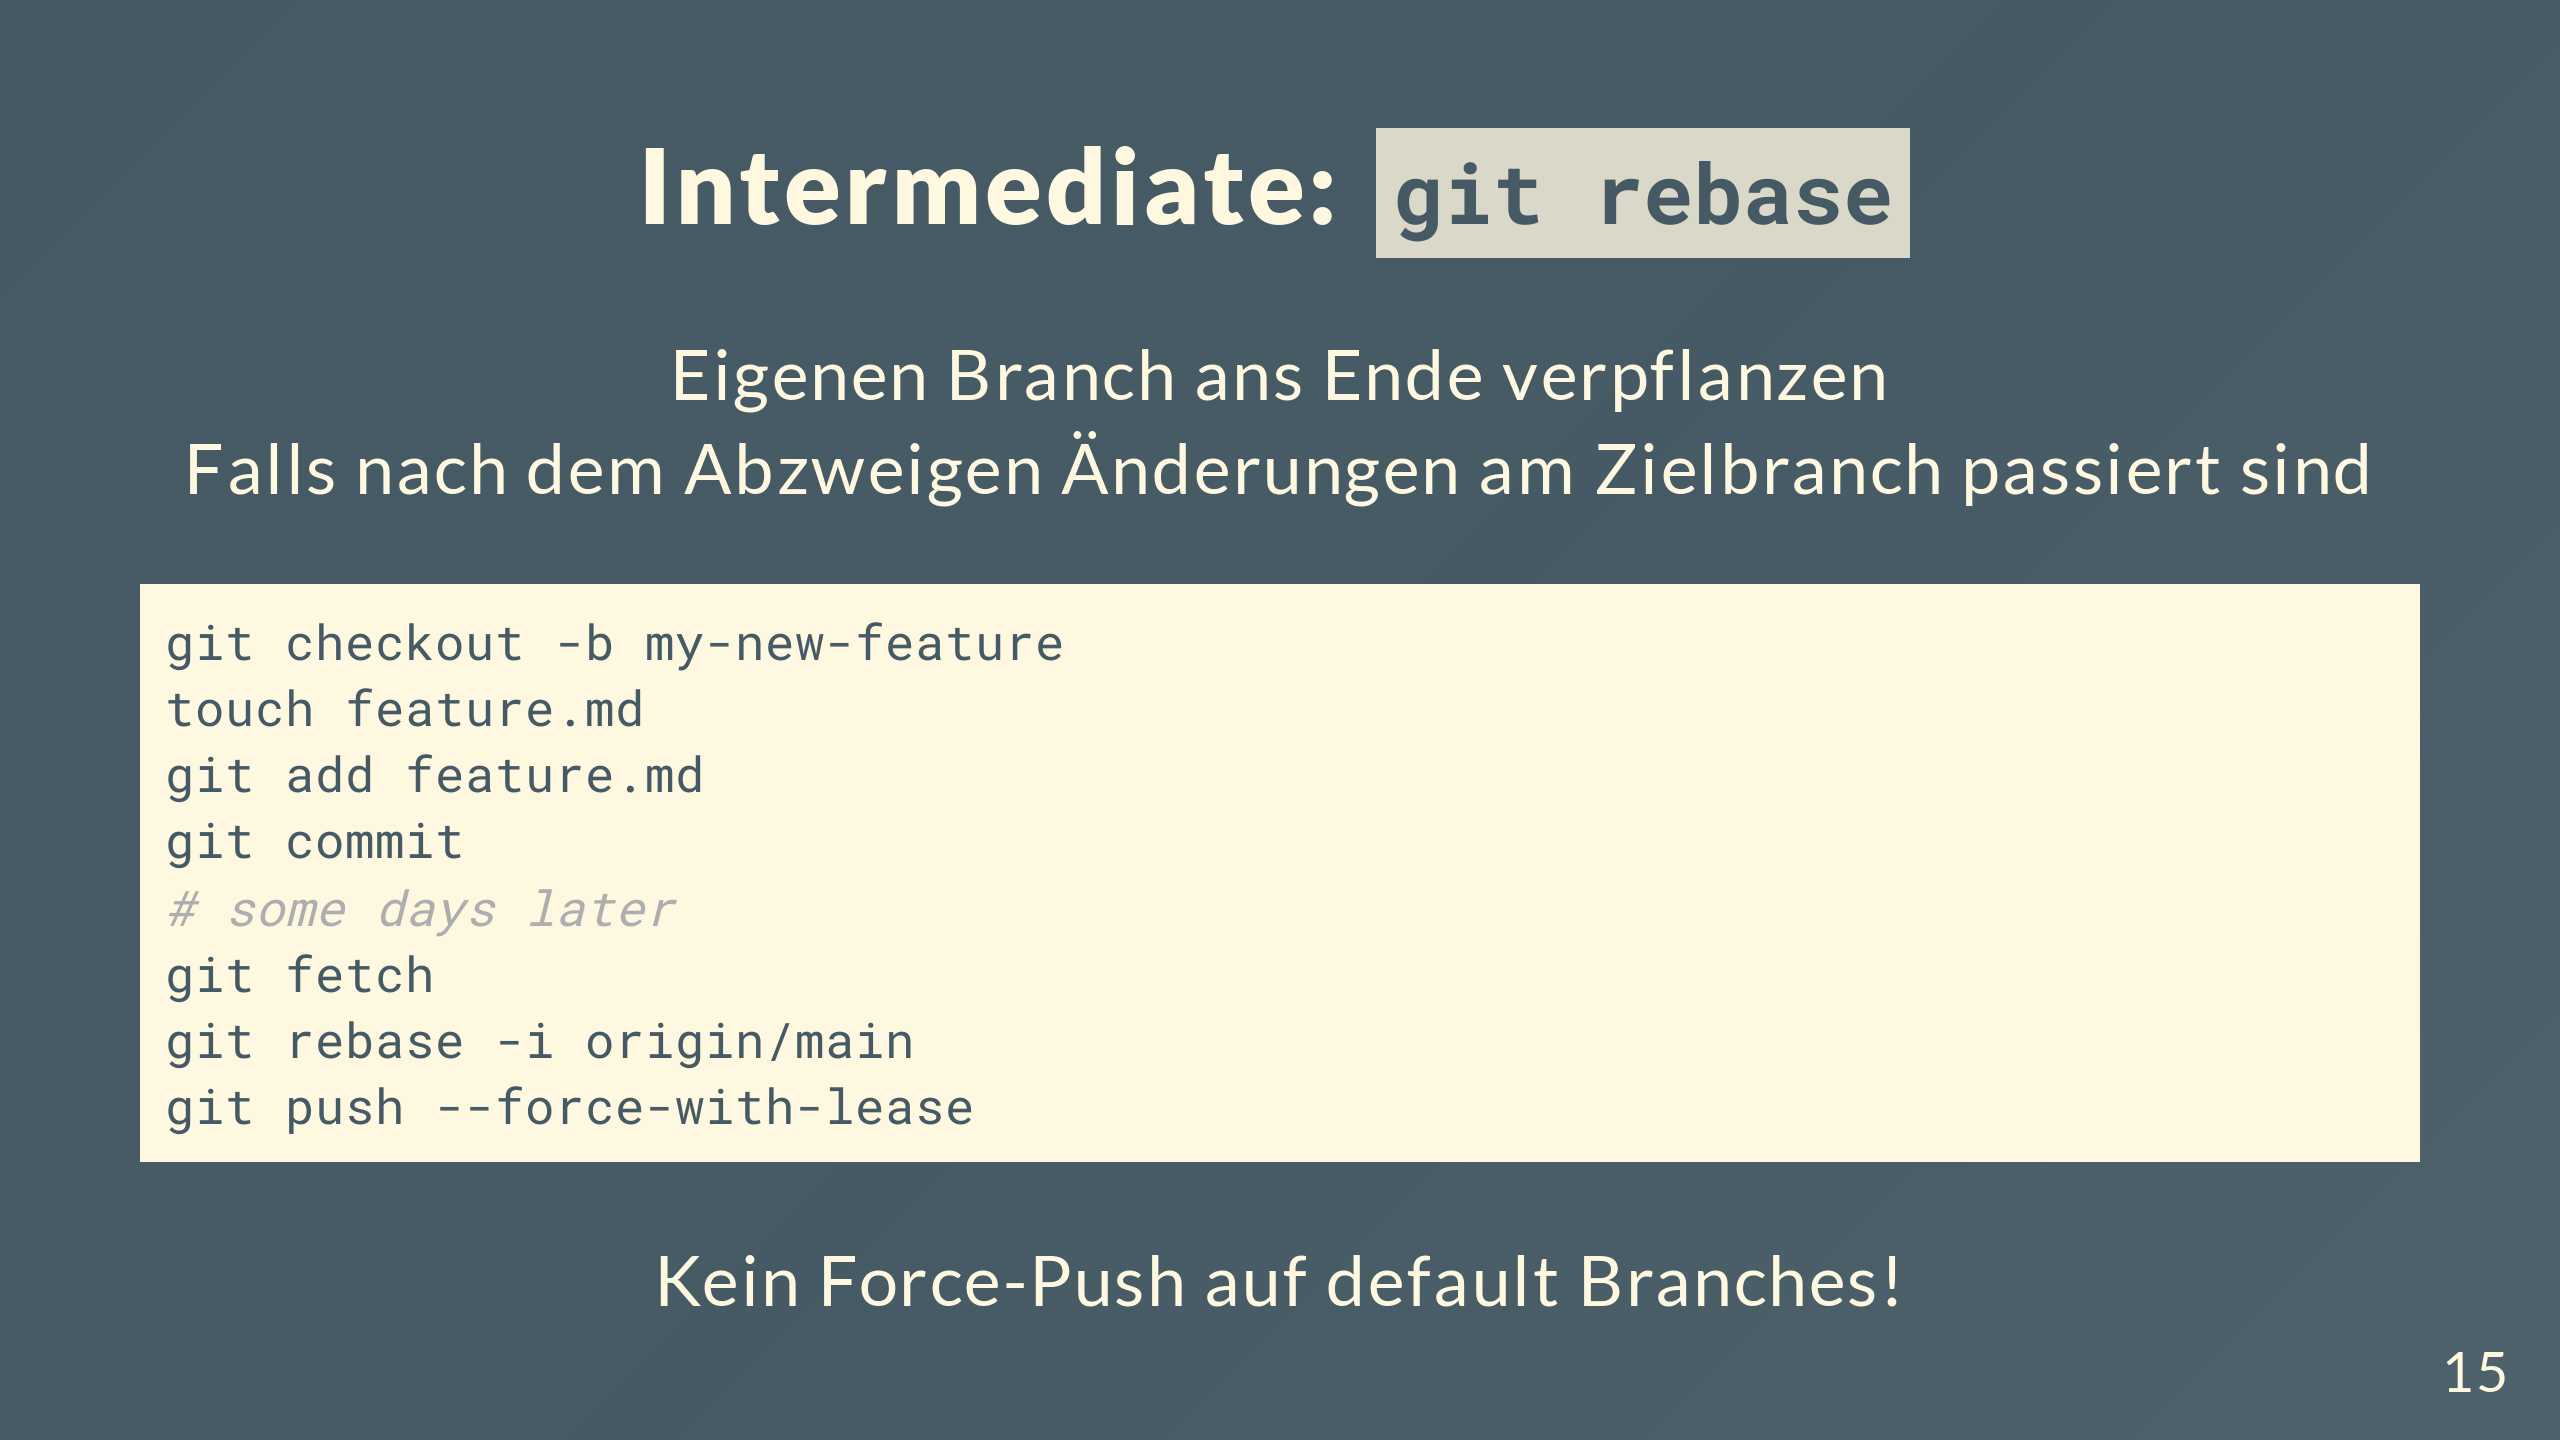 Intermediate: git rebase
Eigenen Branch ans Ende verpflanzen
Falls nach dem Abzweigen Änderungen am Zielbranch passiert sind
git checkout -b my-new-feature
touch feature.md
git add feature.md
git commit
# some days later
git fetch
git rebase -i origin/main
git push --force-with-lease
Kein Force-Push auf default Branches!
15